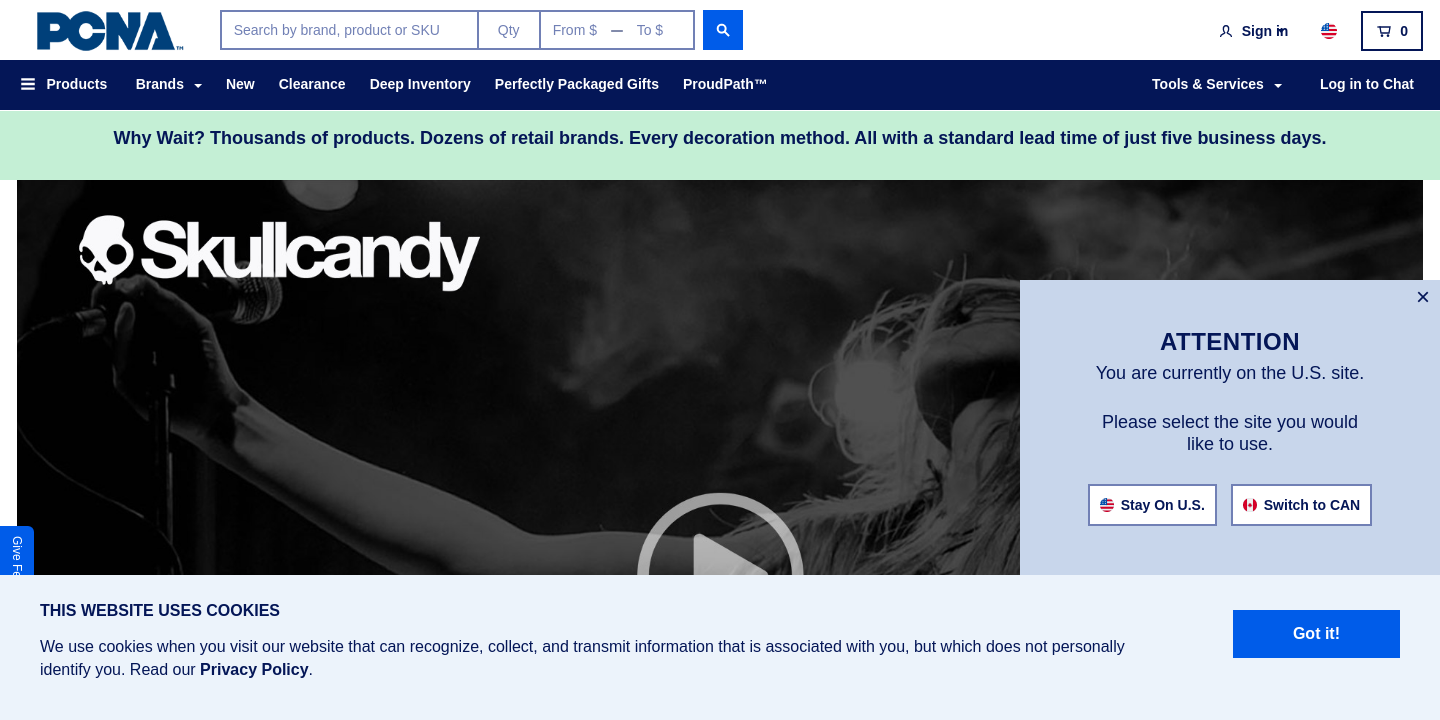 PCNA™
Search by brand, product or SKU
Qty
From $ — To $
Sign in
0
Products
Brands
New
Clearance
Deep Inventory
Perfectly Packaged Gifts
ProudPath™
Tools & Services
Log in to Chat
Why Wait? Thousands of products. Dozens of retail brands. Every decoration method. All with a standard lead time of just five business days.
Skullcandy
×
ATTENTION
You are currently on the U.S. site.
Please select the site you would
like to use.
Stay On U.S.
Switch to CAN
Give Fe
THIS WEBSITE USES COOKIES
We use cookies when you visit our website that can recognize, collect, and transmit information that is associated with you, but which does not personally
identify you. Read our Privacy Policy.
Got it!